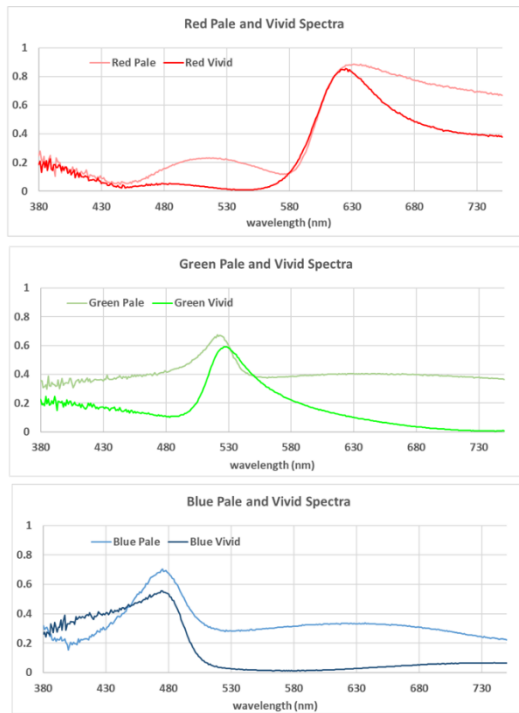 Red Pale and Vivid Spectra
1
Red Pale Red Vivid
0.8
0.6
0.4
0.2
0
380 430 480 530 580 630 680 730
wavelength (nm)
Green Pale and Vivid Spectra
1
Green Pale Green Vivid
0.8
0.6
0.4
0.2
0
380 430 480 530 580 630 680 730
wavelength (nm)
Blue Pale and Vivid Spectra
1
Blue Pale Blue Vivid
0.8
0.6
0.4
0.2
0
380 430 480 530 580 630 680 730
wavelength (nm)